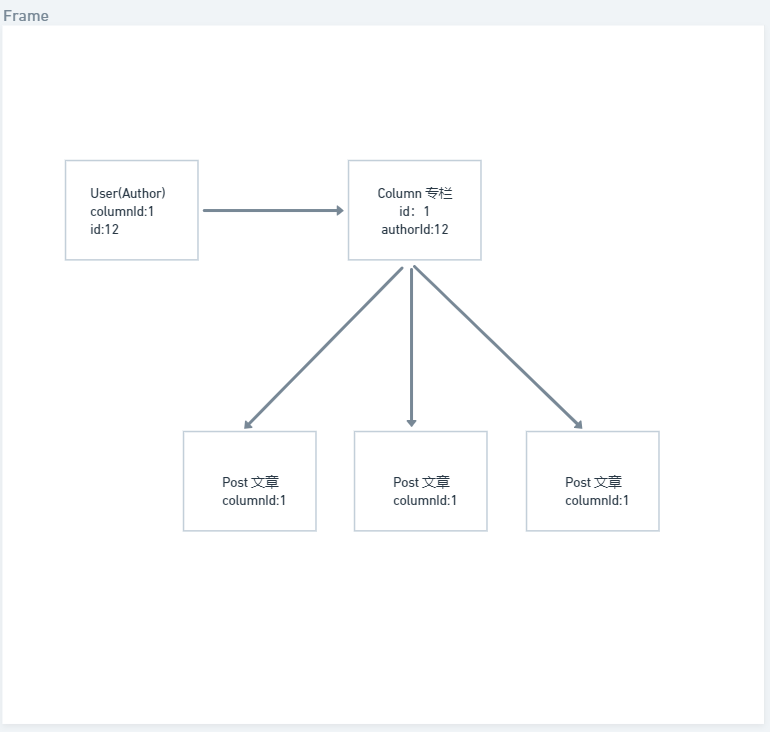 Frame
User(Author)
columnId:1
id:12
Column 专栏
id：1
authorId:12
Post 文章
columnId:1
Post 文章
columnId:1
Post 文章
columnId:1